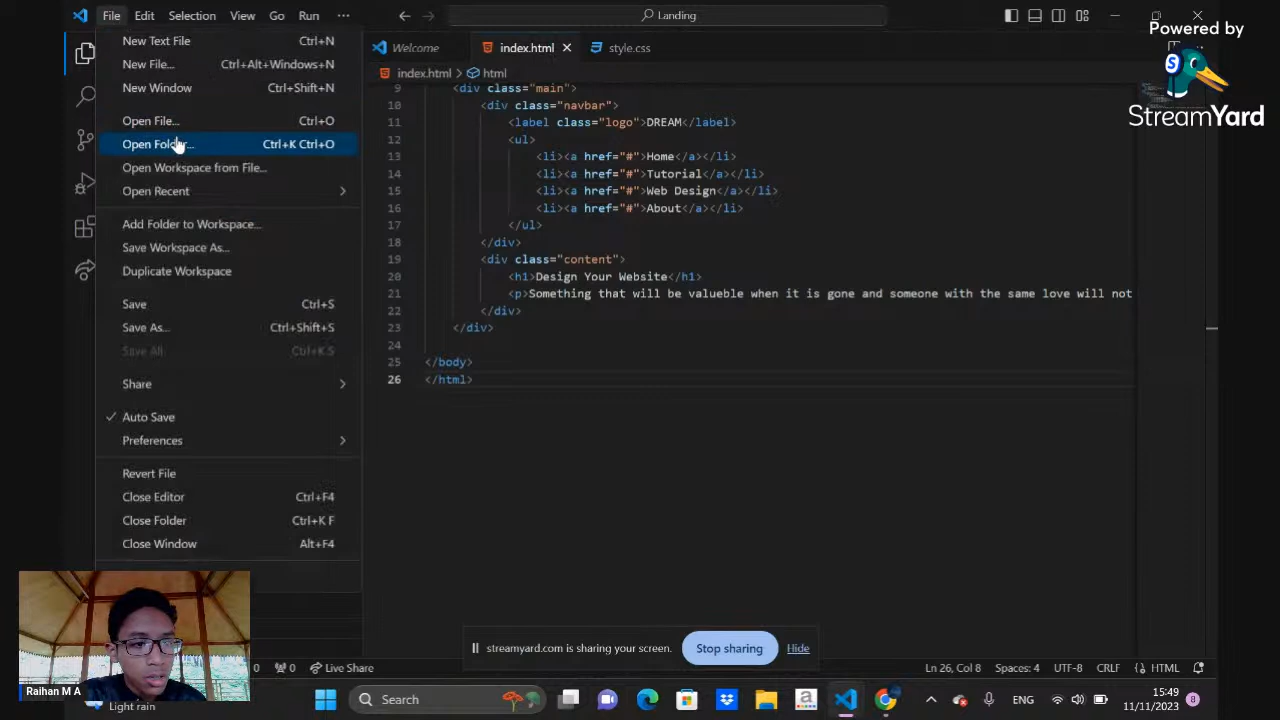 File Edit Selection View Go Run ··· Landing
Powered by
StreamYard
New Text File Ctrl+N
New File... Ctrl+Alt+Windows+N
New Window Ctrl+Shift+N
Open File... Ctrl+O
Open Folder... Ctrl+K Ctrl+O
Open Workspace from File...
Open Recent
Add Folder to Workspace...
Save Workspace As...
Duplicate Workspace
Save Ctrl+S
Save As... Ctrl+Shift+S
Save All Ctrl+K S
Share
Auto Save
Preferences
Revert File
Close Editor Ctrl+F4
Close Folder Ctrl+K F
Close Window Alt+F4
Welcome index.html style.css
index.html > html
9 <div class="main">
10 <div class="navbar">
11 <label class="logo">DREAM</label>
12 <ul>
13 <li><a href="#">Home</a></li>
14 <li><a href="#">Tutorial</a></li>
15 <li><a href="#">Web Design</a></li>
16 <li><a href="#">About</a></li>
17 </ul>
18 </div>
19 <div class="content">
20 <h1>Design Your Website</h1>
21 <p>Something that will be valueble when it is gone and someone with the same love will not
22 </div>
23 </div>
24
25 </body>
26 </html>
streamyard.com is sharing your screen. Stop sharing Hide
Raihan M A
0 0 Live Share Ln 26, Col 8 Spaces: 4 UTF-8 CRLF HTML
Light rain
Search
ENG
15:49
11/11/2023
8